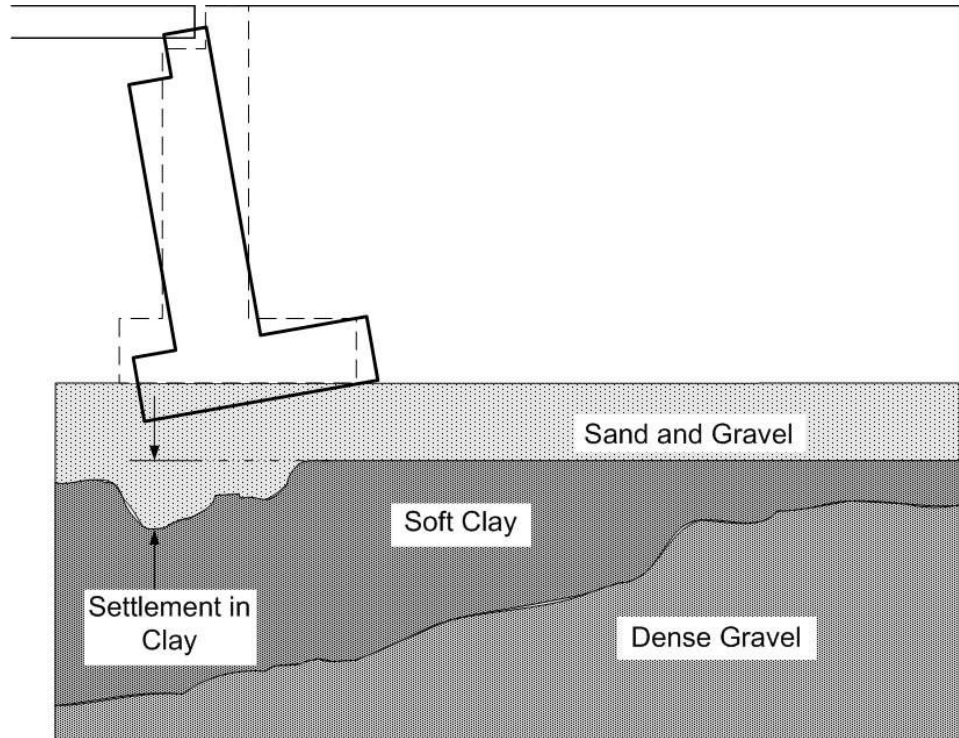 Sand and Gravel
Soft Clay
Settlement in
Clay
Dense Gravel